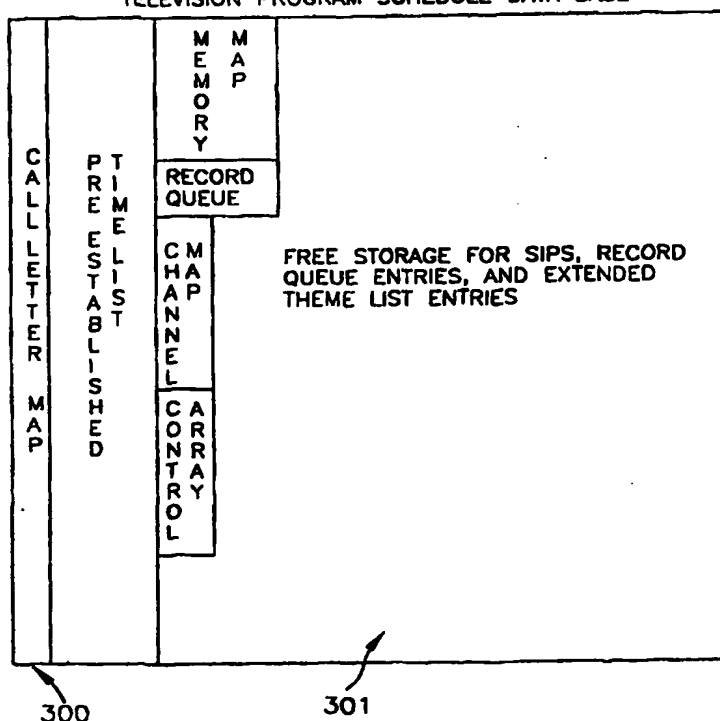 TELEVISION PROGRAM SCHEDULE DATA BASE
CALL LETTER MAP
PRE ESTABLISHED
TIME LIST
MEMORY
MAP
RECORD
QUEUE
CHANNEL
MAP
CONTROL
ARRAY
FREE STORAGE FOR SIPS, RECORD
QUEUE ENTRIES, AND EXTENDED
THEME LIST ENTRIES
300
301